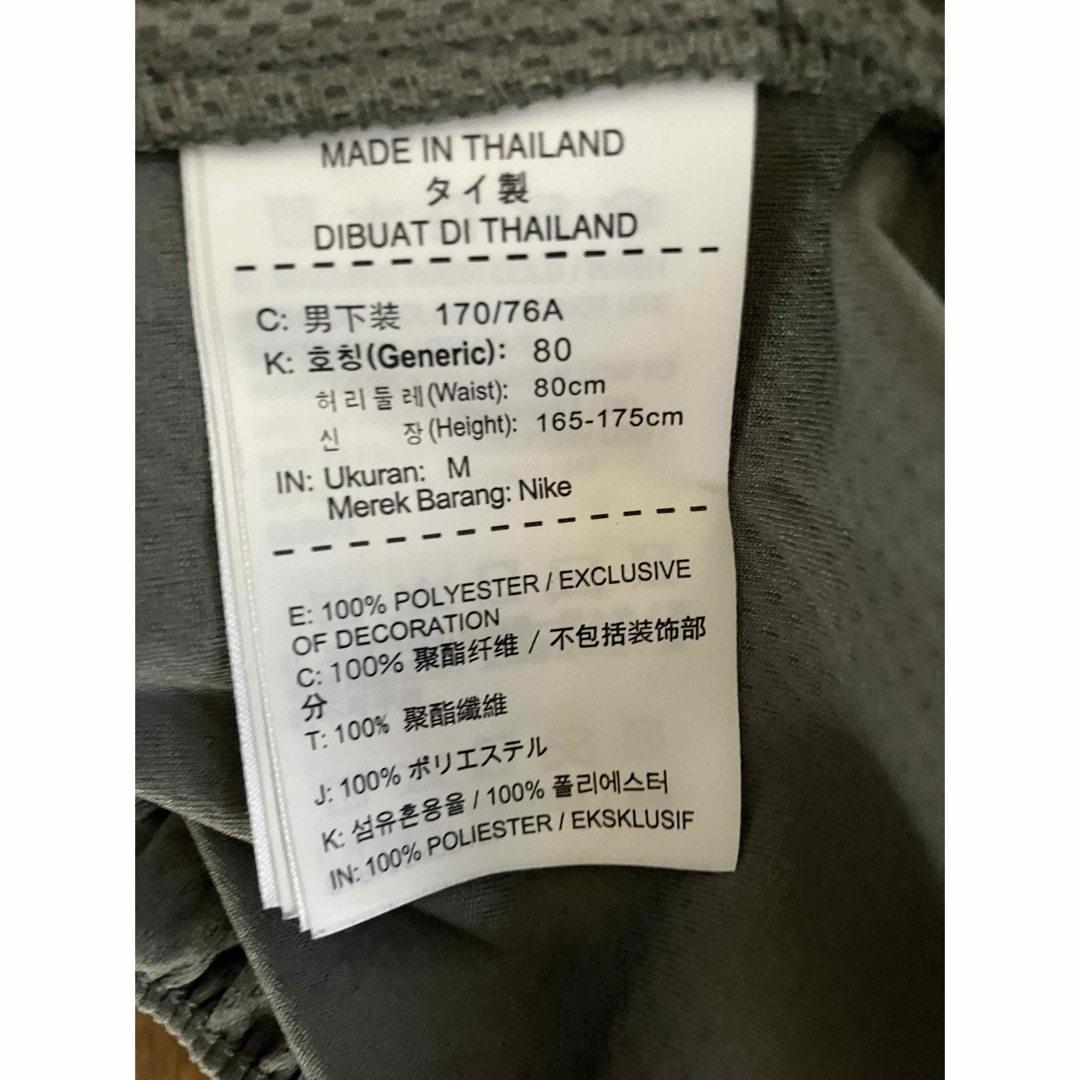 MADE IN THAILAND
タイ製
DIBUAT DI THAILAND
C: 男下装 170/76A
K: 호칭(Generic): 80
허리둘레(Waist): 80cm
신 장(Height): 165-175cm
IN: Ukuran: M
Merek Barang: Nike
E: 100% POLYESTER / EXCLUSIVE
OF DECORATION
C: 100% 聚酯纤维 / 不包括装饰部
分
T: 100% 聚酯纖維
J: 100% ポリエステル
K: 섬유혼용율 / 100% 폴리에스터
IN: 100% POLIESTER / EKSKLUSIF